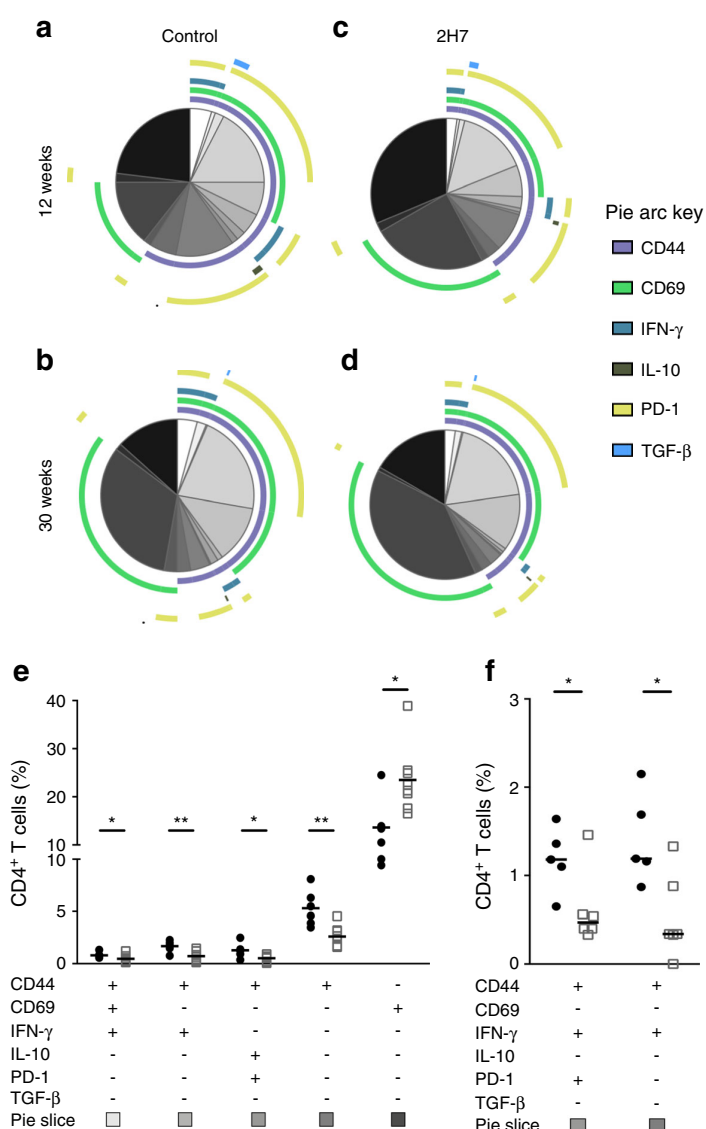 a
Control
c
2H7
12 weeks
Pie arc key
CD44
CD69
IFN-γ
IL-10
PD-1
TGF-β
b
d
30 weeks
e
f
CD4+ T cells (%)
40
30
20
10
10
5
0
*
**
*
**
*
CD44 + + + + -
CD69 + - - - +
IFN-γ + + - - -
IL-10 - - + - -
PD-1 - - + - -
TGF-β - - - - -
Pie slice
CD4+ T cells (%)
3
2
1
0
*
*
CD44 + +
CD69 - -
IFN-γ + +
IL-10 - -
PD-1 + -
TGF-β - -
Pie slice